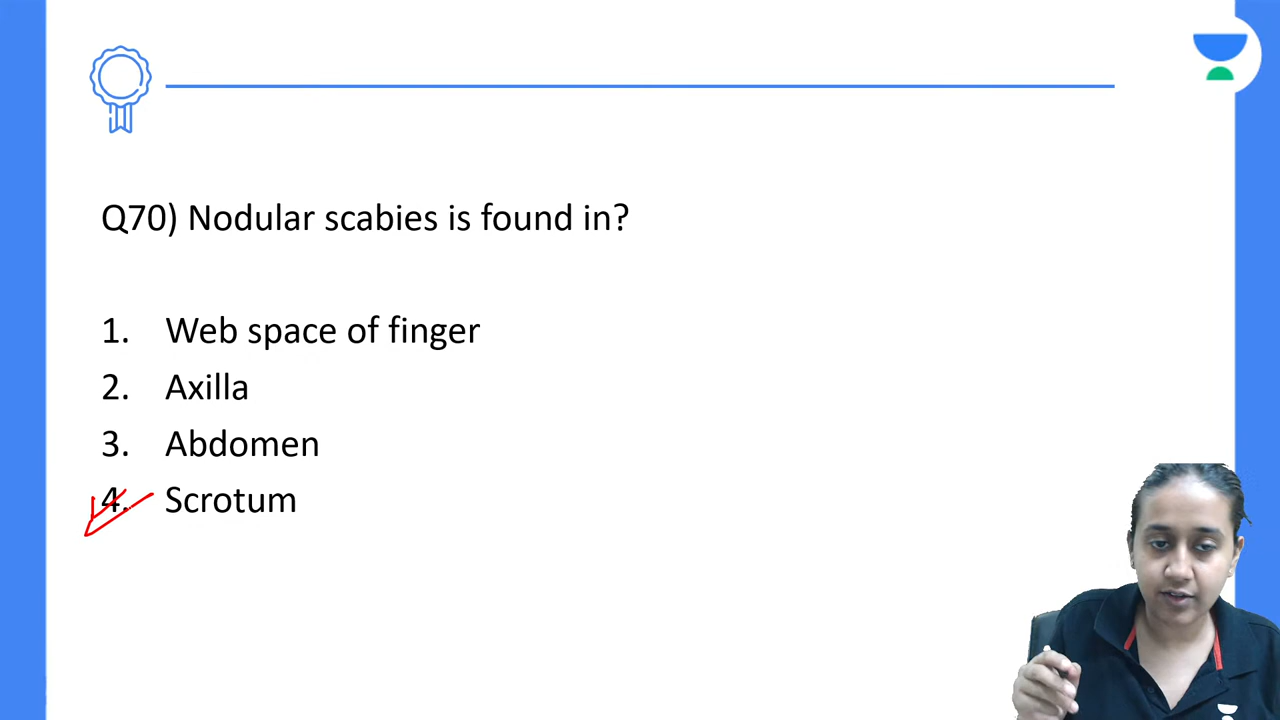 Q70) Nodular scabies is found in?
1. Web space of finger
2. Axilla
3. Abdomen
4. Scrotum